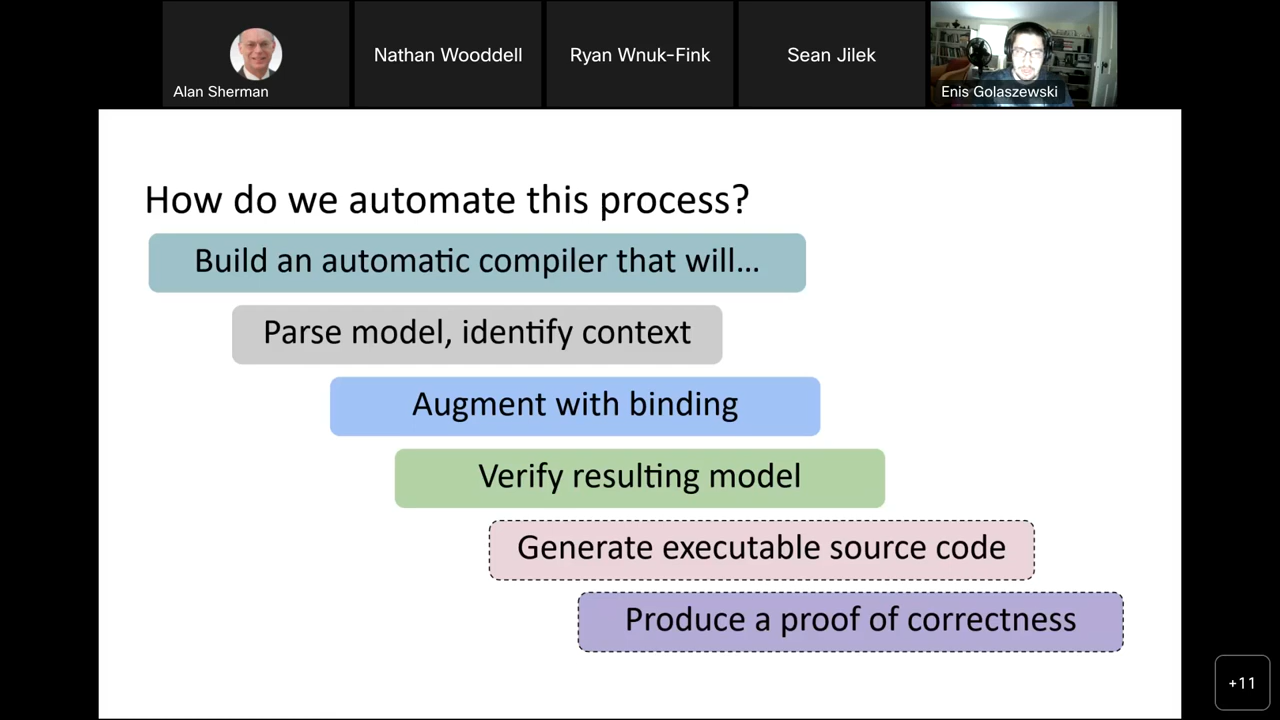 Alan Sherman
Nathan Wooddell
Ryan Wnuk-Fink
Sean Jilek
Enis Golaszewski
How do we automate this process?
Build an automatic compiler that will...
Parse model, identify context
Augment with binding
Verify resulting model
Generate executable source code
Produce a proof of correctness
+11